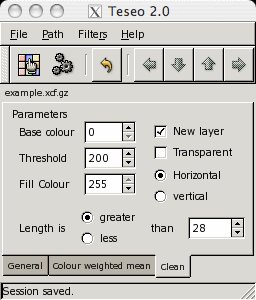 Teseo 2.0
File Path Filters Help
example.xcf.gz
Parameters
Base colour 0 New layer
Threshold 200 Transparent
Fill Colour 255 Horizontal
vertical
greater
Length is than 28
less
General Colour weighted mean Clean
Session saved.